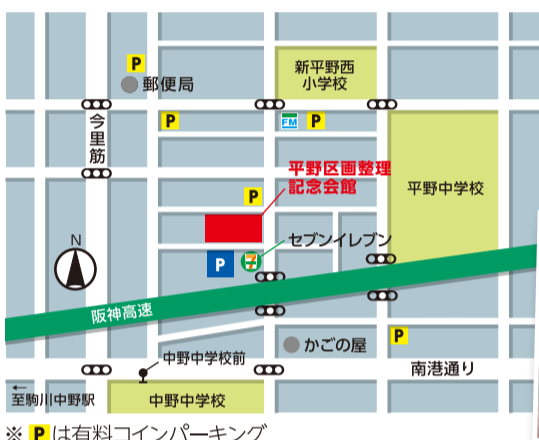 P
郵便局
新平野西
小学校
今里筋
P
FM
P
平野区画整理
記念会館
平野中学校
P
N
セブンイレブン
P
7
阪神高速
P
かごの屋
中野中学校前
南港通り
←
至駒川中野駅
中野中学校
※ P は有料コインパーキング